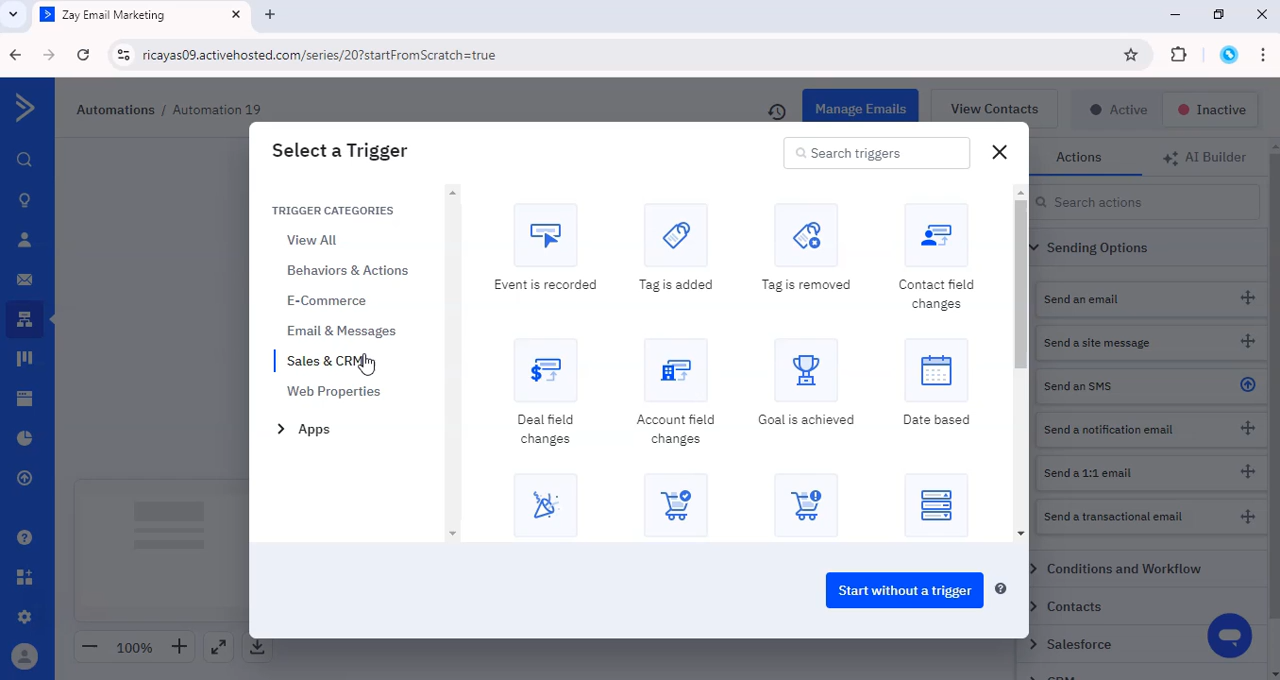 Zay Email Marketing
ricayas09.activehosted.com/series/20?startFromScratch=true
Automations / Automation 19
Manage Emails
View Contacts
Active
Inactive
Select a Trigger
Search triggers
TRIGGER CATEGORIES
View All
Behaviors & Actions
E-Commerce
Email & Messages
Sales & CRM
Web Properties
Apps
Event is recorded
Tag is added
Tag is removed
Contact field
changes
Deal field
changes
Account field
changes
Goal is achieved
Date based
Start without a trigger
Actions
AI Builder
Search actions
Sending Options
Send an email
Send a site message
Send an SMS
Send a notification email
Send a 1:1 email
Send a transactional email
Conditions and Workflow
Contacts
Salesforce
100%